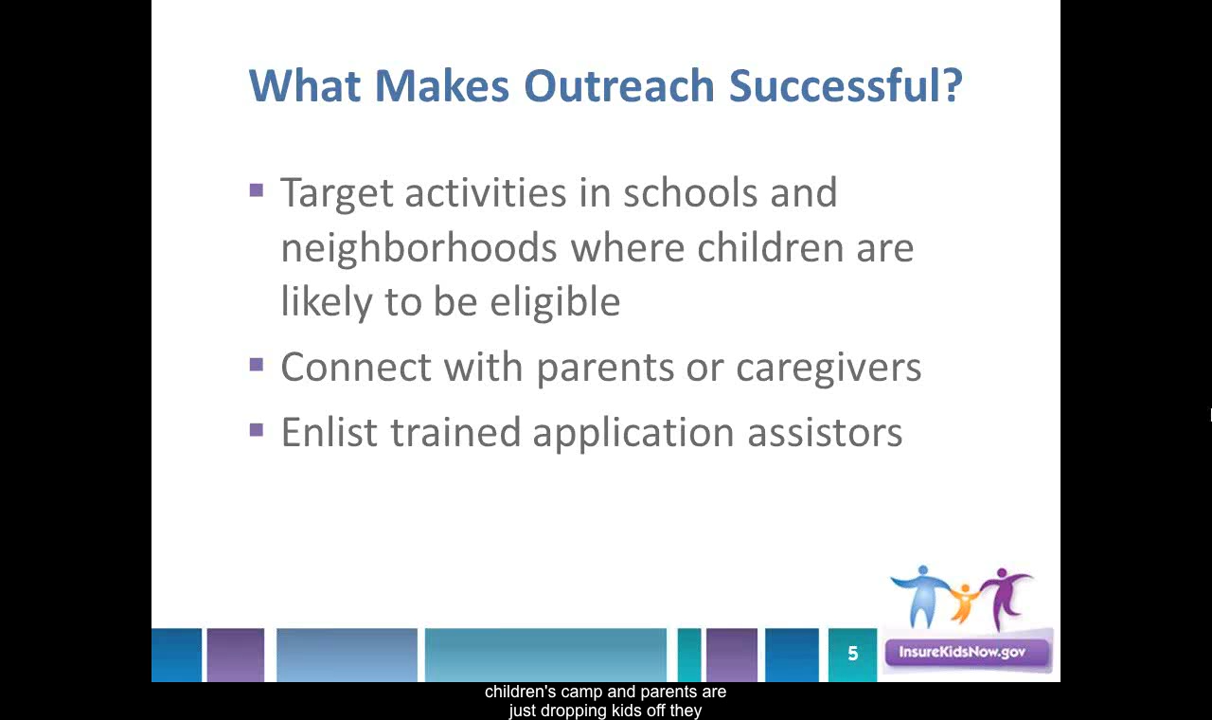 What Makes Outreach Successful?
▪ Target activities in schools and
neighborhoods where children are
likely to be eligible
▪ Connect with parents or caregivers
▪ Enlist trained application assistors
5
InsureKidsNow.gov
children's camp and parents are
just dropping kids off they